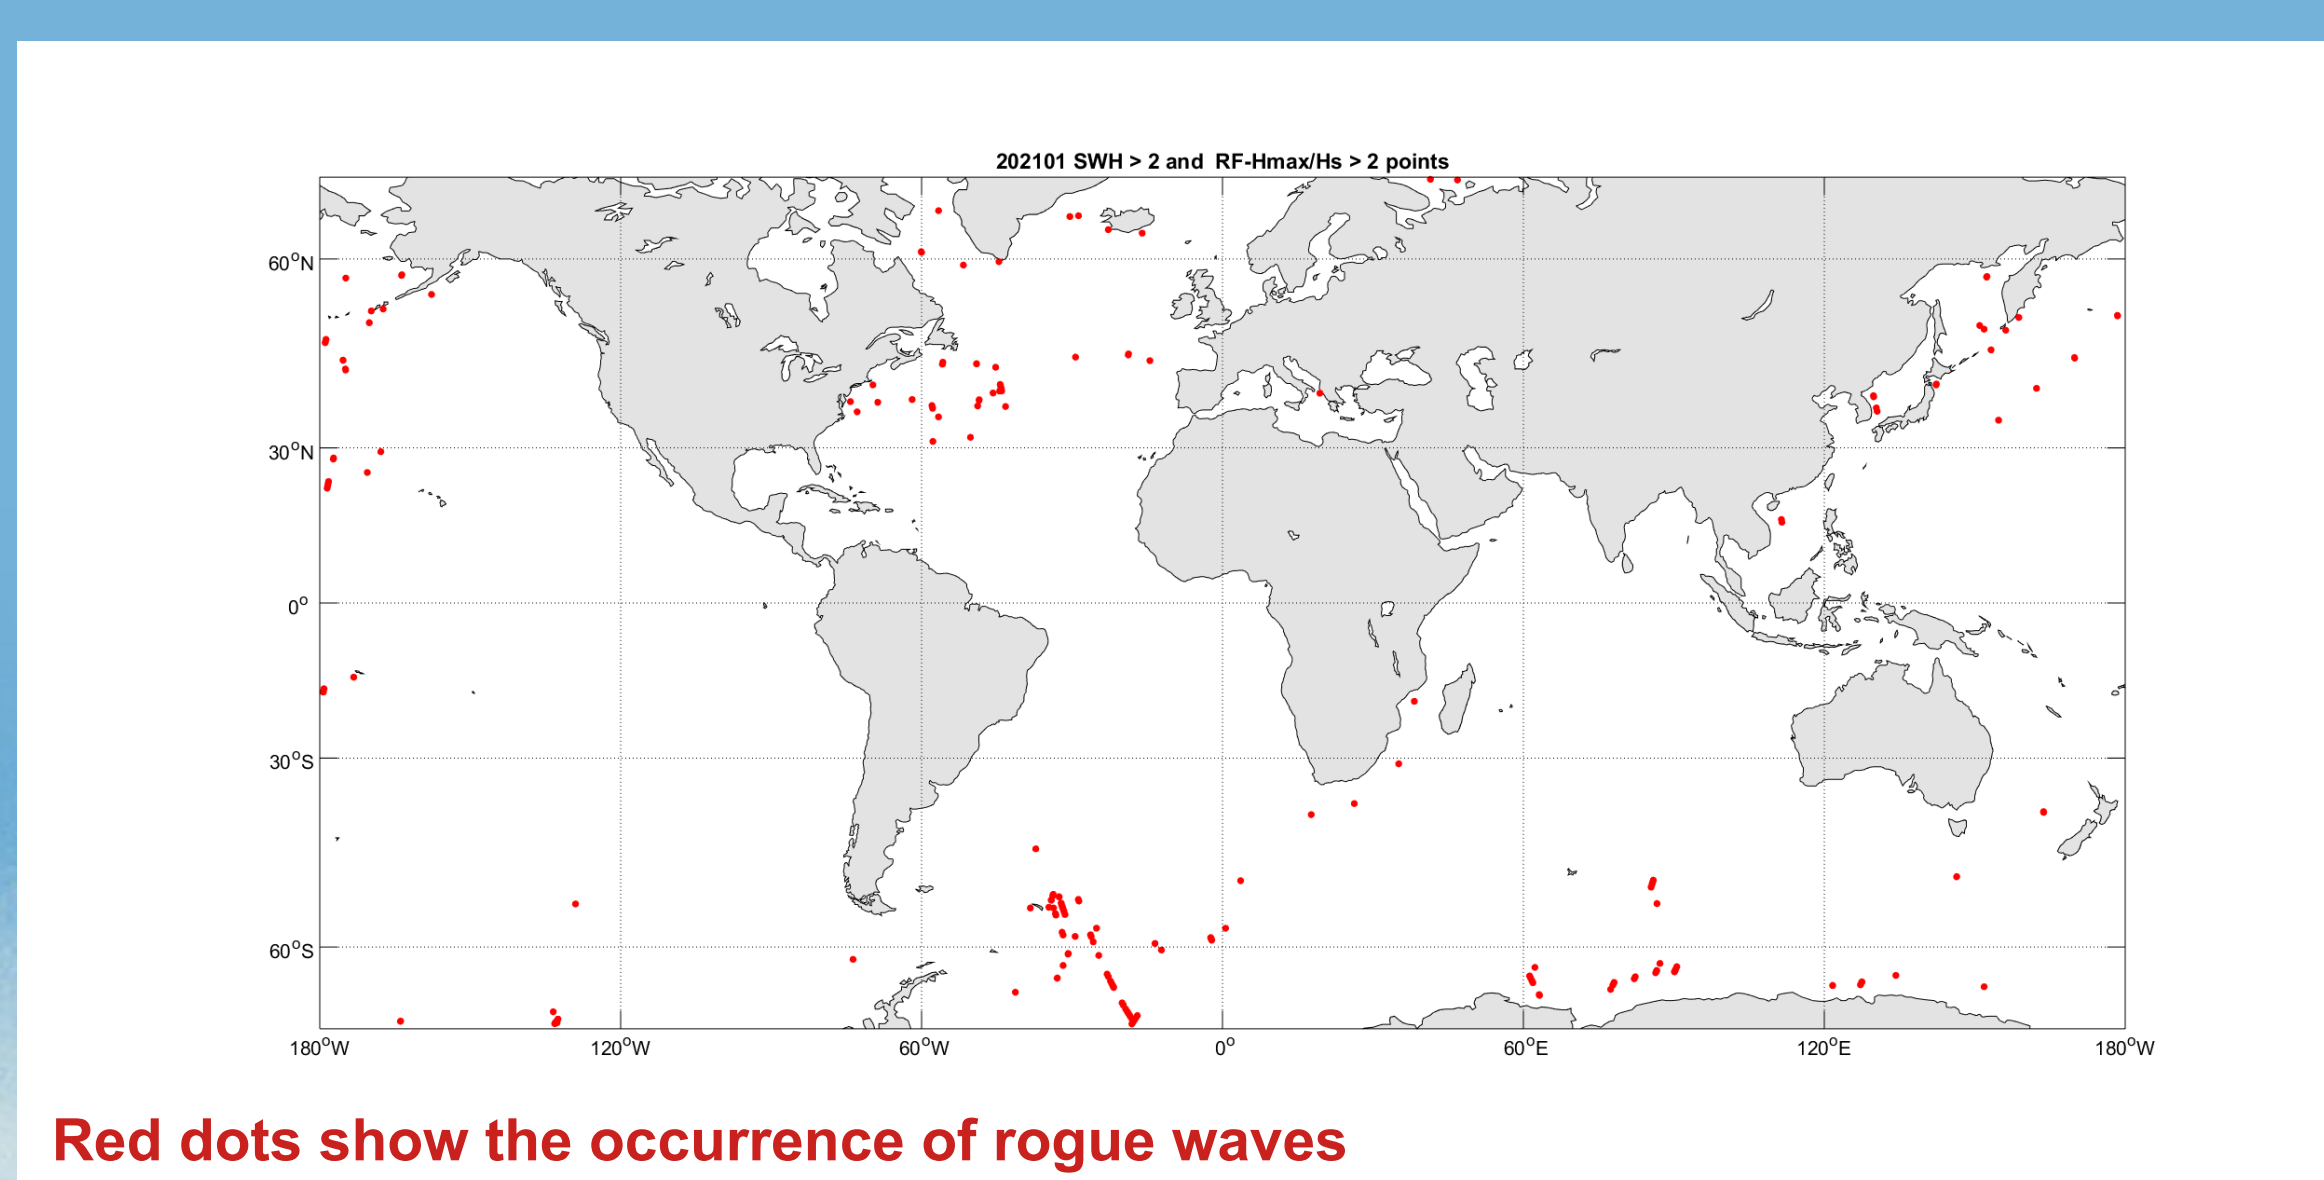 202101 SWH > 2 and RF-Hmax/Hs > 2 points
60°N
30°N
0°
30°S
60°S
180°W 120°W 60°W 0° 60°E 120°E 180°W
Red dots show the occurrence of rogue waves